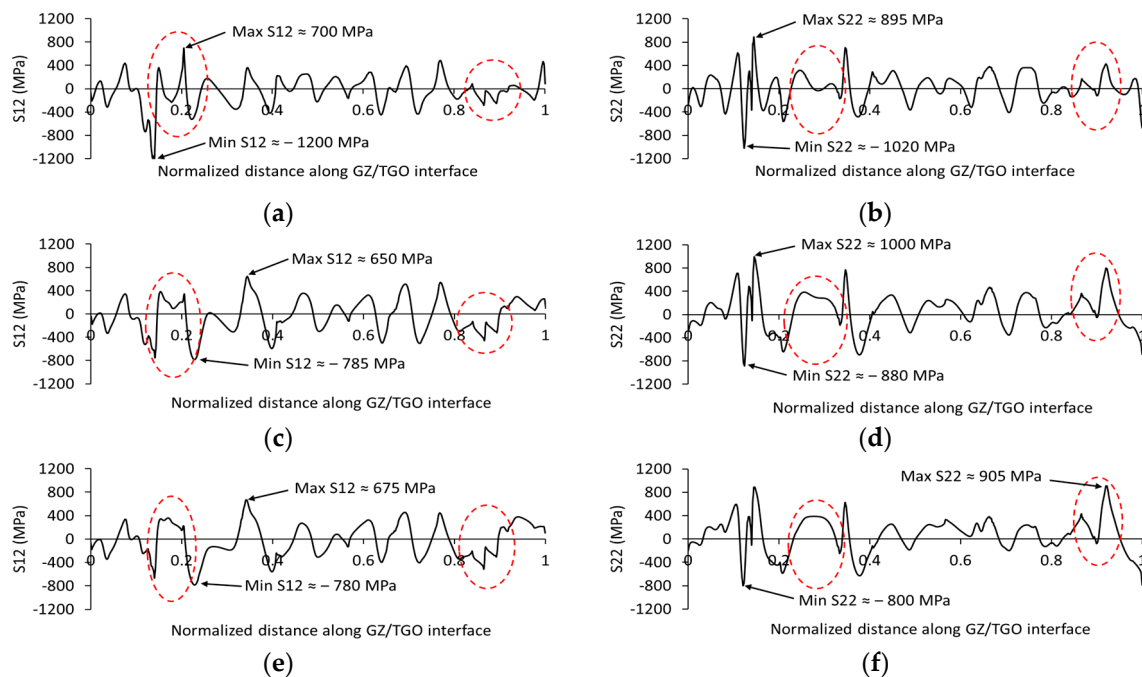 1200
800
400
0
-400
-800
-1200
S12 (MPa)
0
0.2
0.4
0.6
0.8
1
Max S12 ≈ 700 MPa
Min S12 ≈ – 1200 MPa
Normalized distance along GZ/TGO interface
(a)
1200
800
400
0
-400
-800
-1200
S22 (MPa)
0
0.2
0.4
0.6
0.8
1
Max S22 ≈ 895 MPa
Min S22 ≈ – 1020 MPa
Normalized distance along GZ/TGO interface
(b)
1200
800
400
0
-400
-800
-1200
S12 (MPa)
0
0.2
0.4
0.6
0.8
1
Max S12 ≈ 650 MPa
Min S12 ≈ – 785 MPa
Normalized distance along GZ/TGO interface
(c)
1200
800
400
0
-400
-800
-1200
S22 (MPa)
0
0.2
0.4
0.6
0.8
1
Max S22 ≈ 1000 MPa
Min S22 ≈ – 880 MPa
Normalized distance along GZ/TGO interface
(d)
1200
800
400
0
-400
-800
-1200
S12 (MPa)
0
0.2
0.4
0.6
0.8
1
Max S12 ≈ 675 MPa
Min S12 ≈ – 780 MPa
Normalized distance along GZ/TGO interface
(e)
1200
800
400
0
-400
-800
-1200
S22 (MPa)
0
0.2
0.4
0.6
0.8
1
Max S22 ≈ 905 MPa
Min S22 ≈ – 800 MPa
Normalized distance along GZ/TGO interface
(f)